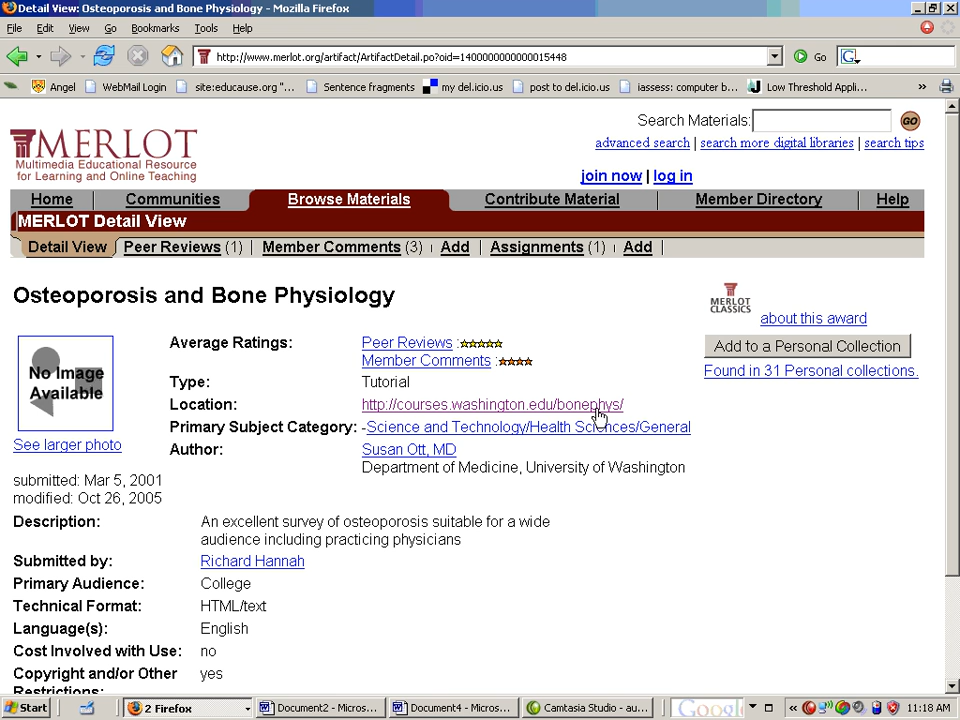 Detail View: Osteoporosis and Bone Physiology - Mozilla Firefox
File Edit View Go Bookmarks Tools Help
http://www.merlot.org/artifact/ArtifactDetail.po?oid=1400000000000015448 Go G
Angel WebMail Login site:educause.org "... Sentence fragments my del.icio.us post to del.icio.us iassess: computer b... Low Threshold Appli... »
Search Materials: GO
advanced search | search more digital libraries | search tips
MERLOT
Multimedia Educational Resource
for Learning and Online Teaching
join now | log in
Home Communities Browse Materials Contribute Material Member Directory Help
MERLOT Detail View
Detail View Peer Reviews (1) Member Comments (3) Add Assignments (1) Add
Osteoporosis and Bone Physiology
MERLOT
CLASSICS
about this award
Add to a Personal Collection
Found in 31 Personal collections.
No Image
Available
See larger photo
Average Ratings: Peer Reviews :
Member Comments :
Type: Tutorial
Location: http://courses.washington.edu/bonephys/
Primary Subject Category: -Science and Technology/Health Sciences/General
Author: Susan Ott, MD
Department of Medicine, University of Washington
submitted: Mar 5, 2001
modified: Oct 26, 2005
Description: An excellent survey of osteoporosis suitable for a wide
audience including practicing physicians
Submitted by: Richard Hannah
Primary Audience: College
Technical Format: HTML/text
Language(s): English
Cost Involved with Use: no
Copyright and/or Other yes
Restrictions:
Start 2 Firefox Document2 - Micros... Document4 - Micros... Camtasia Studio - au... Google « 11:18 AM